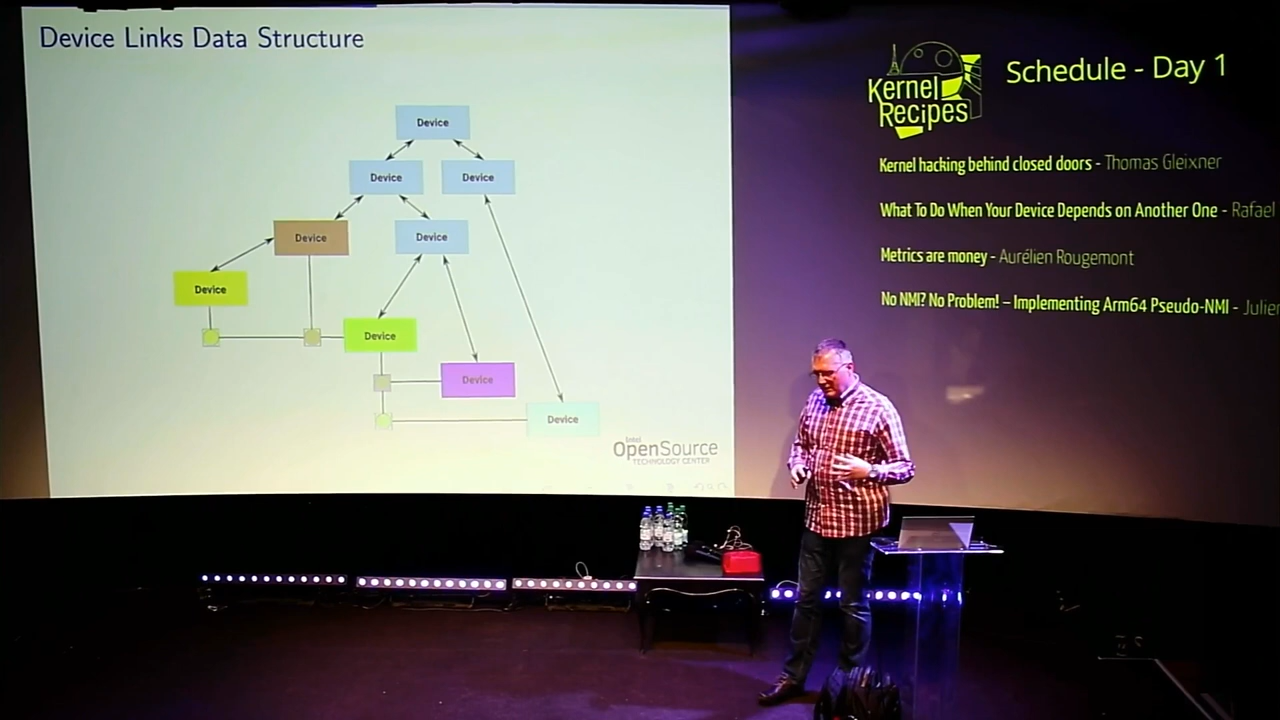 Device Links Data Structure
Device
Device
Device
Device
Device
Device
Device
Device
Device
intel
OpenSource
TECHNOLOGY CENTER
Kernel
Recipes
Schedule - Day 1
Kernel hacking behind closed doors - Thomas Gleixner
What To Do When Your Device Depends on Another One - Rafael
Metrics are money - Aurélien Rougemont
No NMI? No Problem! – Implementing Arm64 Pseudo-NMI - Julien